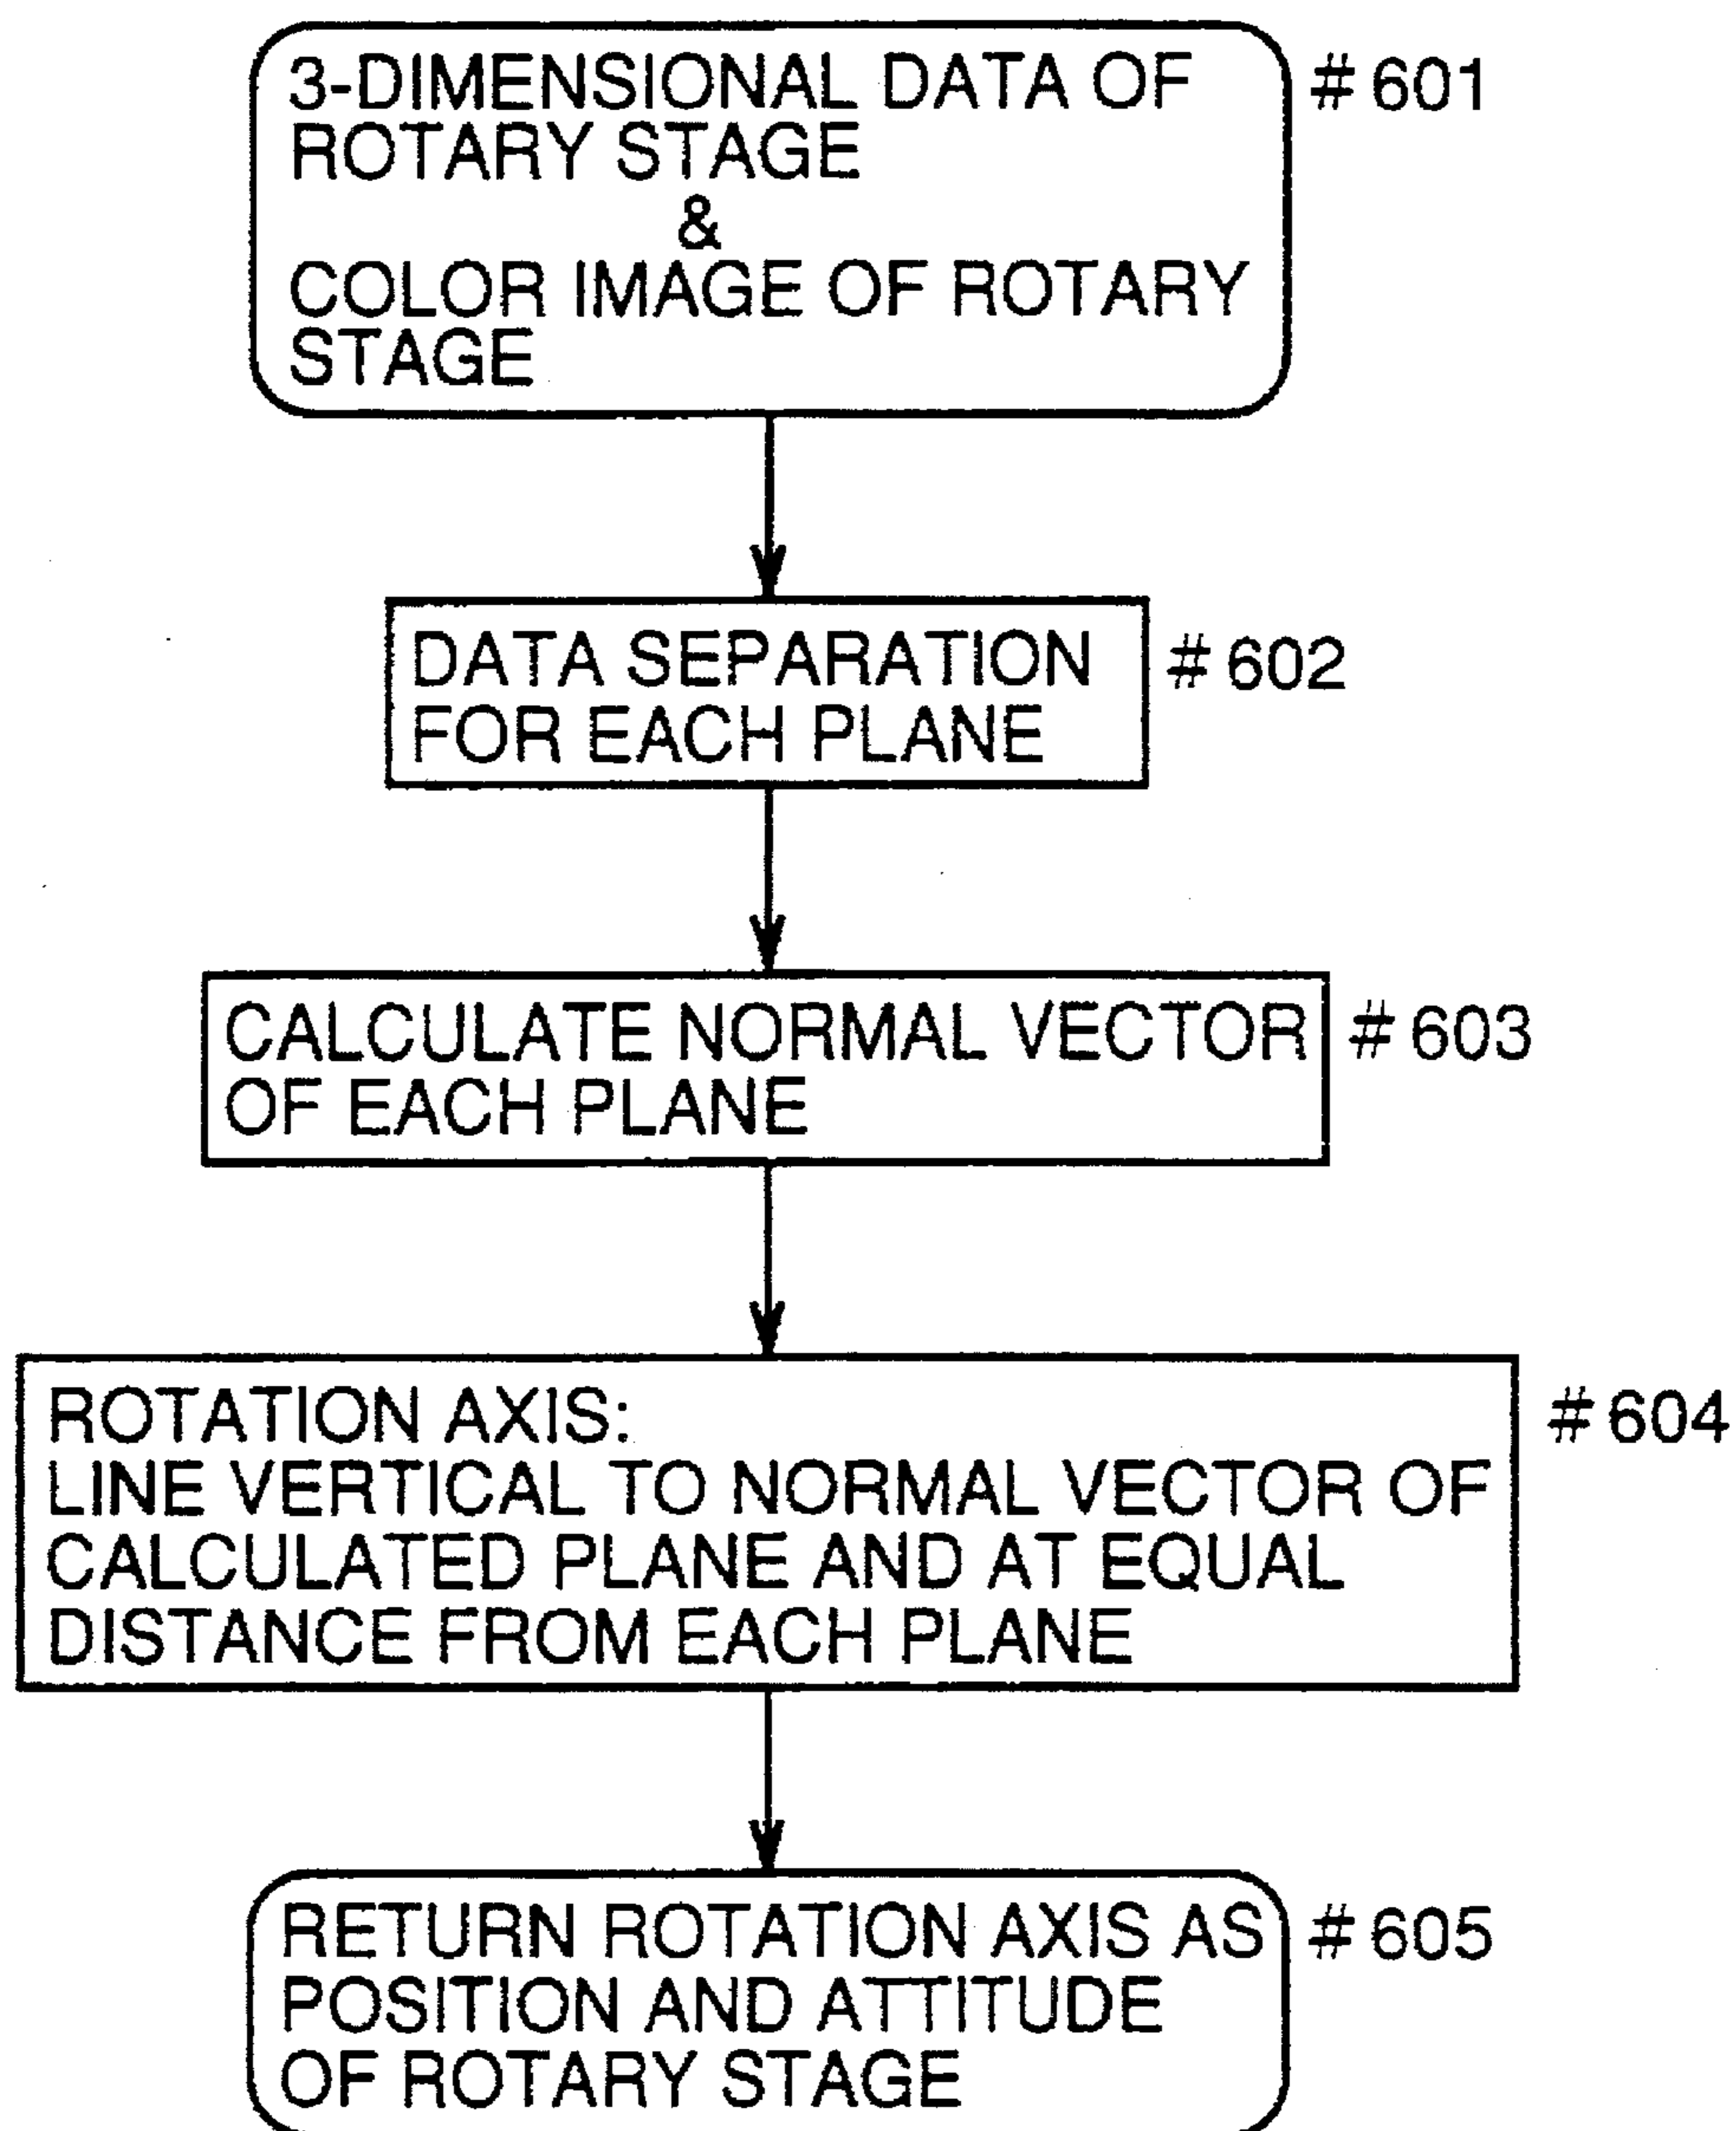 3-DIMENSIONAL DATA OF # 601
ROTARY STAGE
&
COLOR IMAGE OF ROTARY
STAGE
DATA SEPARATION # 602
FOR EACH PLANE
CALCULATE NORMAL VECTOR # 603
OF EACH PLANE
ROTATION AXIS: # 604
LINE VERTICAL TO NORMAL VECTOR OF
CALCULATED PLANE AND AT EQUAL
DISTANCE FROM EACH PLANE
RETURN ROTATION AXIS AS # 605
POSITION AND ATTITUDE
OF ROTARY STAGE